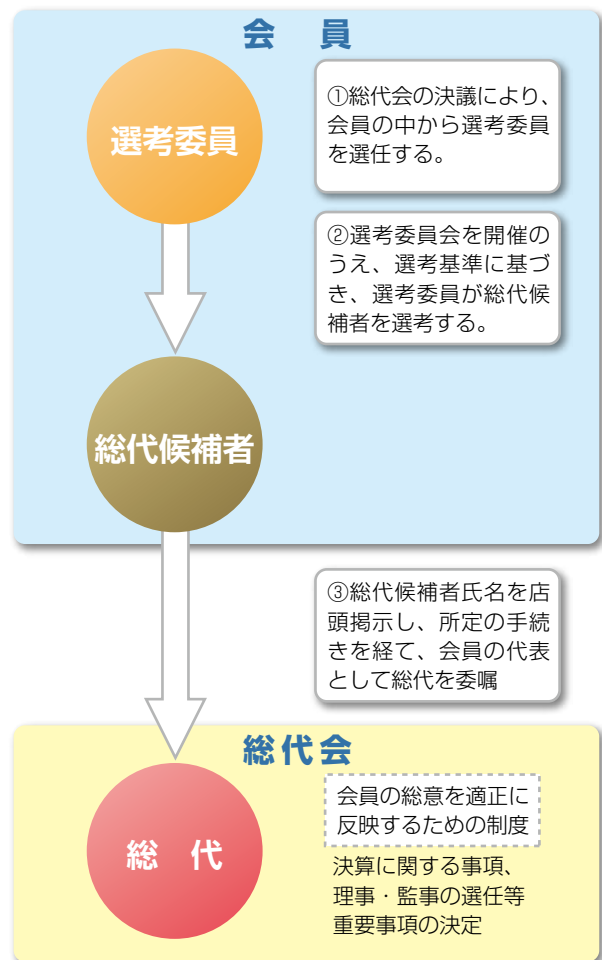 会　員
選考委員
①総代会の決議により、
会員の中から選考委員
を選任する。
②選考委員会を開催の
うえ、選考基準に基づ
き、選考委員が総代候
補者を選考する。
総代候補者
③総代候補者氏名を店
頭掲示し、所定の手続
きを経て、会員の代表
として総代を委嘱
総代会
総　代
会員の総意を適正に
反映するための制度
決算に関する事項、
理事・監事の選任等
重要事項の決定